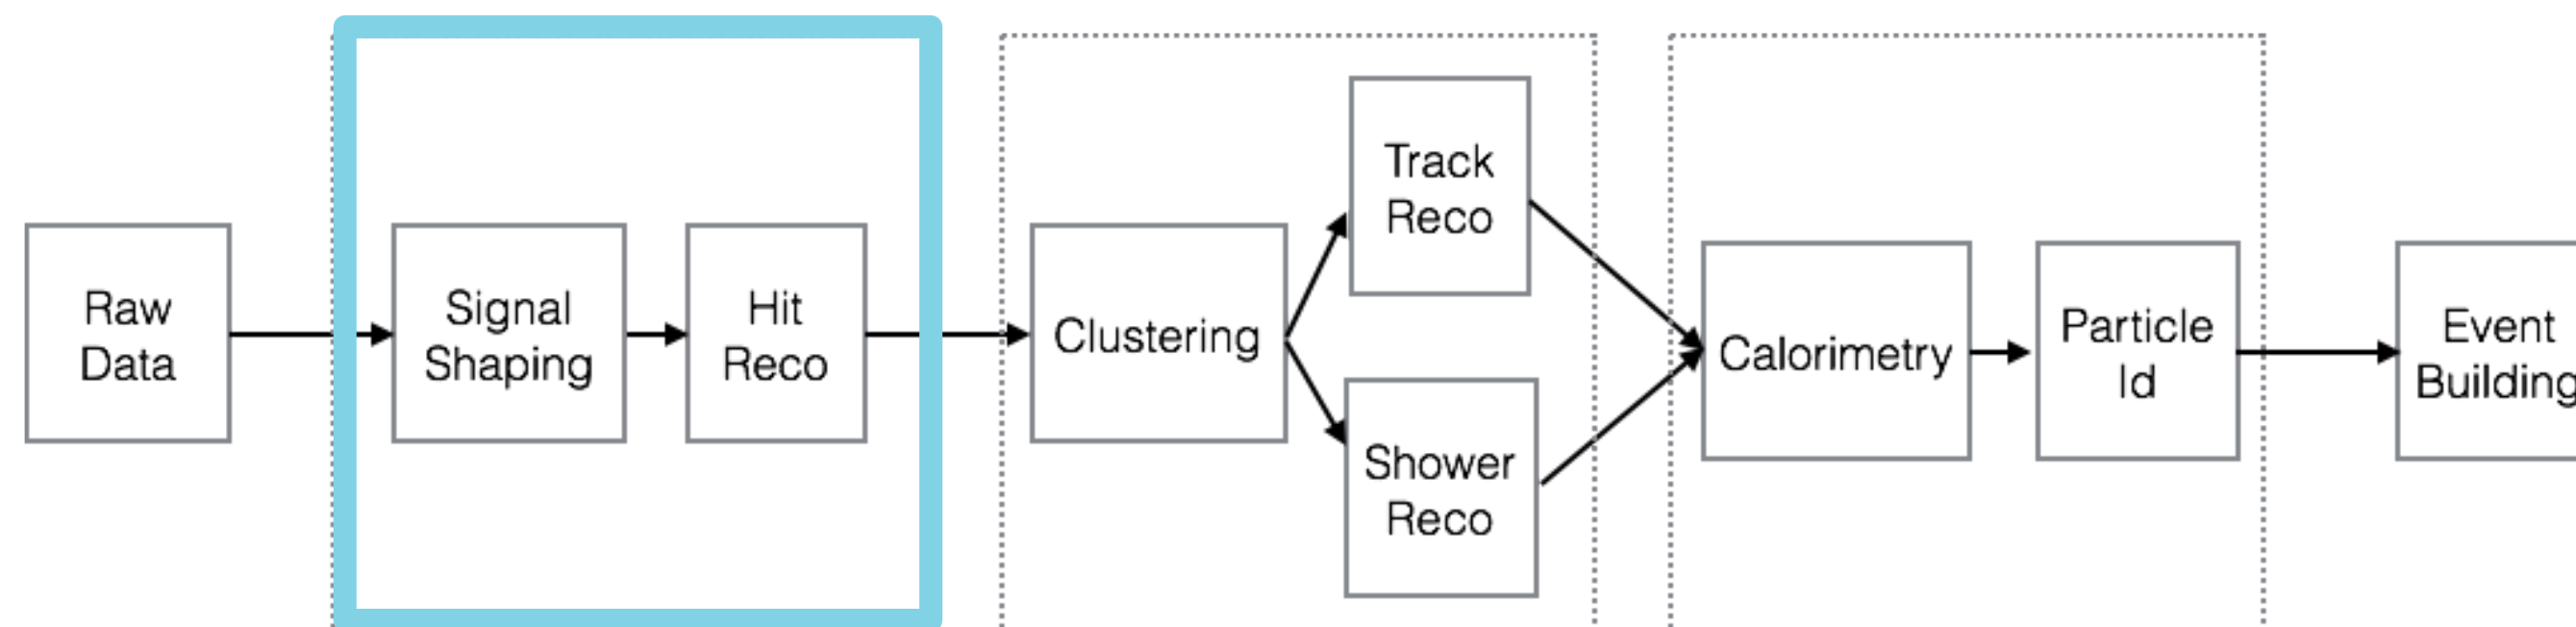 Raw
Data
Signal
Shaping
Hit
Reco
Clustering
Track
Reco
Shower
Reco
Calorimetry
Particle
Id
Event
Building